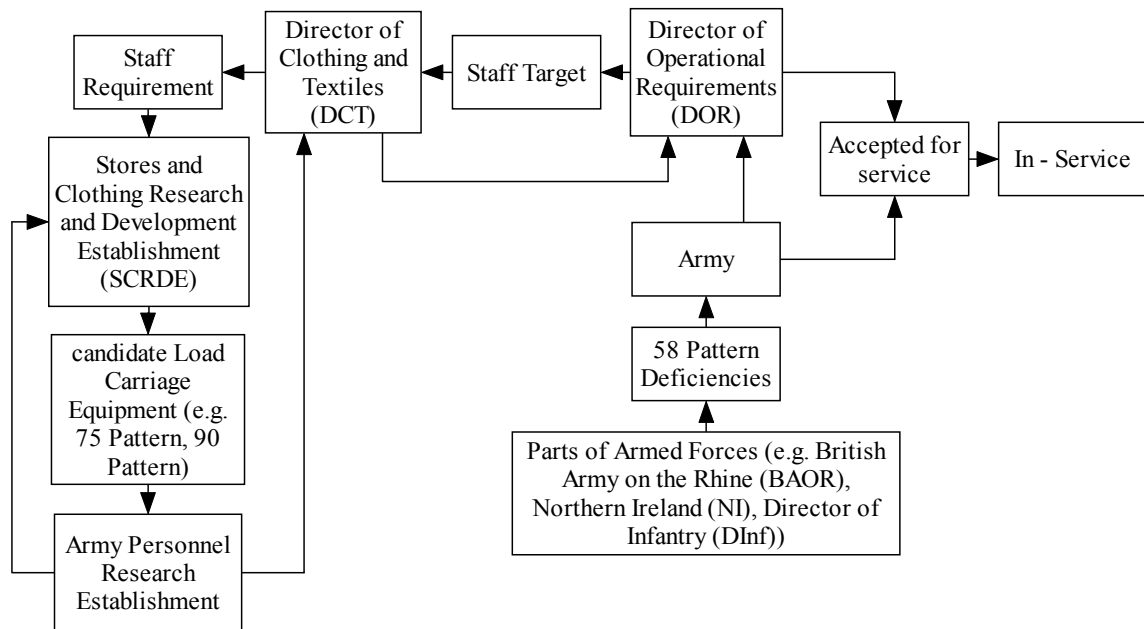 Staff
Requirement
Director of
Clothing and
Textiles
(DCT)
Staff Target
Director of
Operational
Requirements
(DOR)
Accepted for
service
In - Service
Stores and
Clothing Research
and Development
Establishment
(SCRDE)
Army
candidate Load
Carriage
Equipment (e.g.
75 Pattern, 90
Pattern)
58 Pattern
Deficiencies
Parts of Armed Forces (e.g. British
Army on the Rhine (BAOR),
Northern Ireland (NI), Director of
Infantry (DInf))
Army Personnel
Research
Establishment